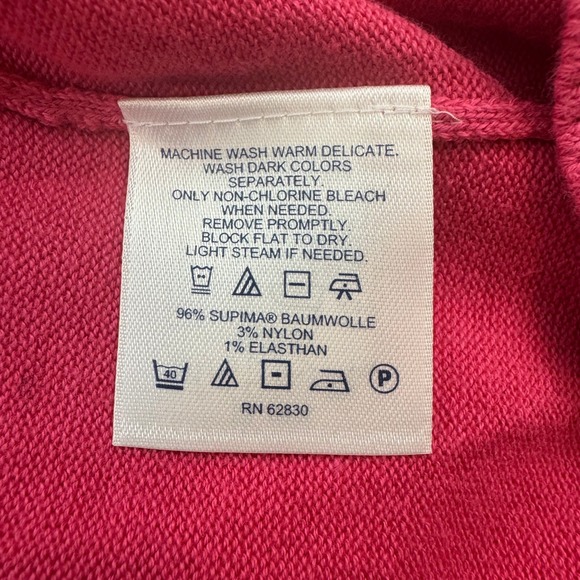 MACHINE WASH WARM DELICATE.
WASH DARK COLORS
SEPARATELY.
ONLY NON-CHLORINE BLEACH
WHEN NEEDED.
REMOVE PROMPTLY.
BLOCK FLAT TO DRY.
LIGHT STEAM IF NEEDED.
96% SUPIMA® BAUMWOLLE
3% NYLON
1% ELASTHAN
40 P
RN 62830